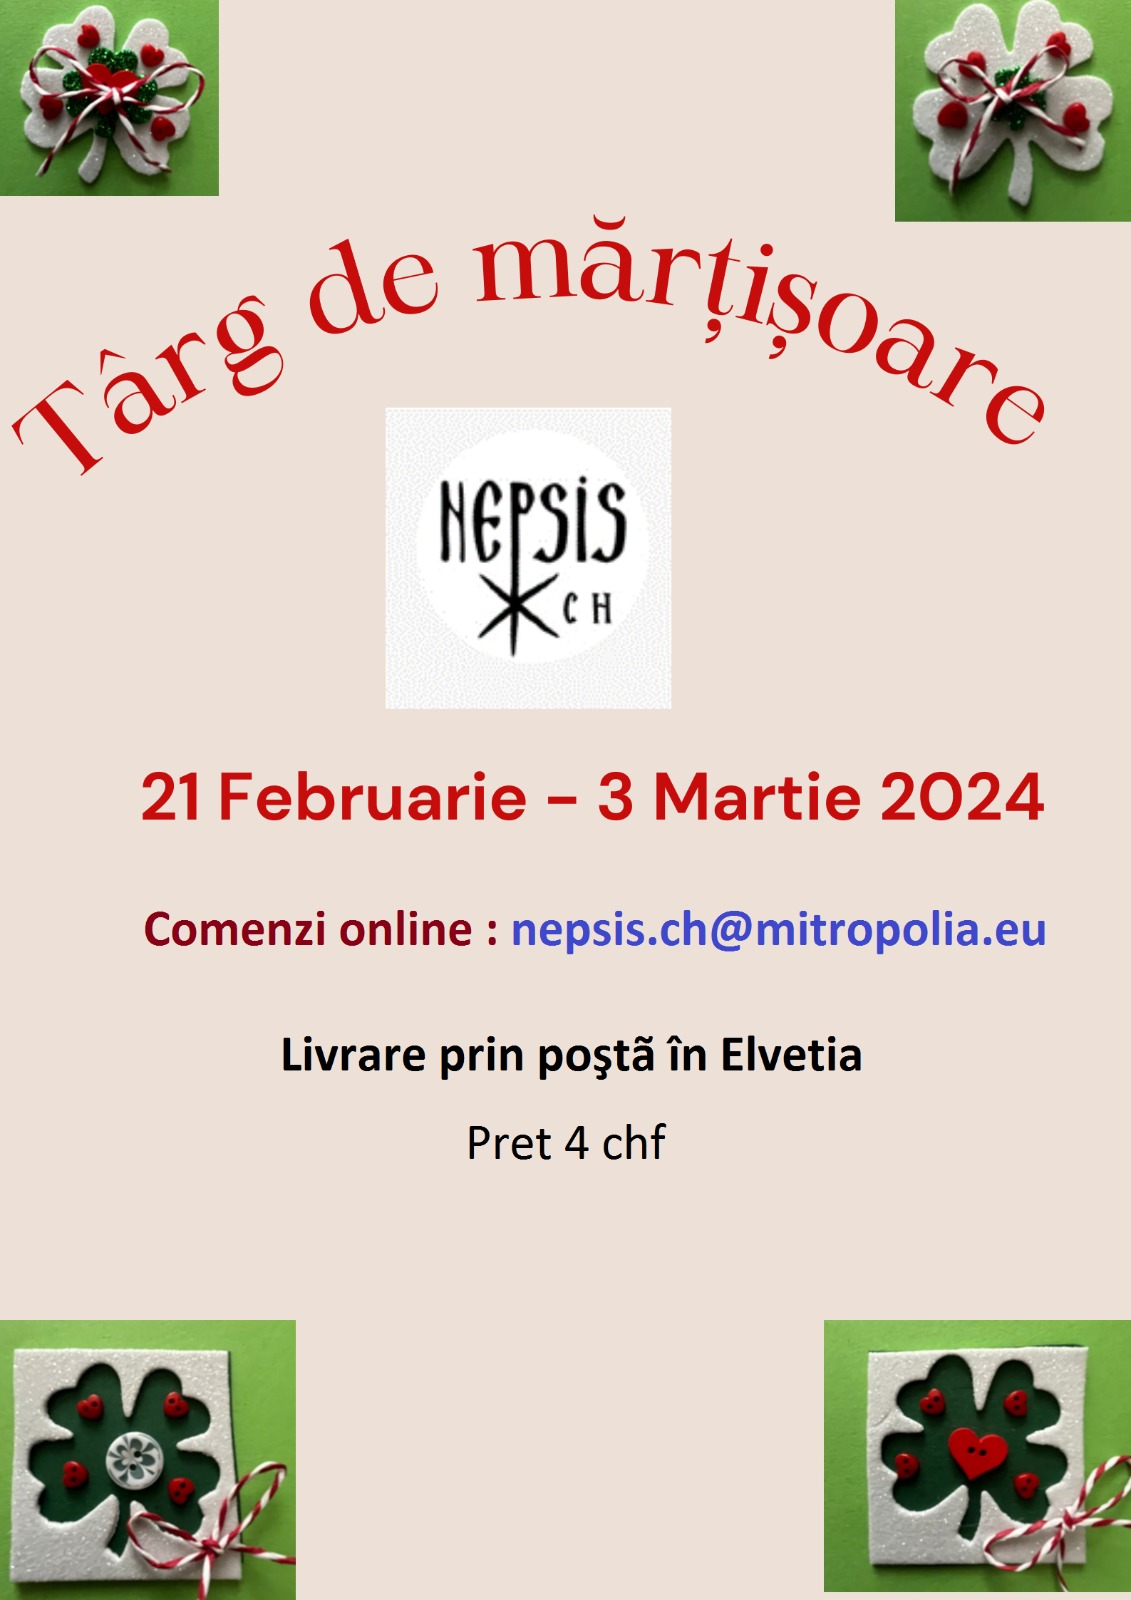 Târg de mărțișoare
NEPSIS
CH
21 Februarie - 3 Martie 2024
Comenzi online : nepsis.ch@mitropolia.eu
Livrare prin poştã în Elvetia
Pret 4 chf